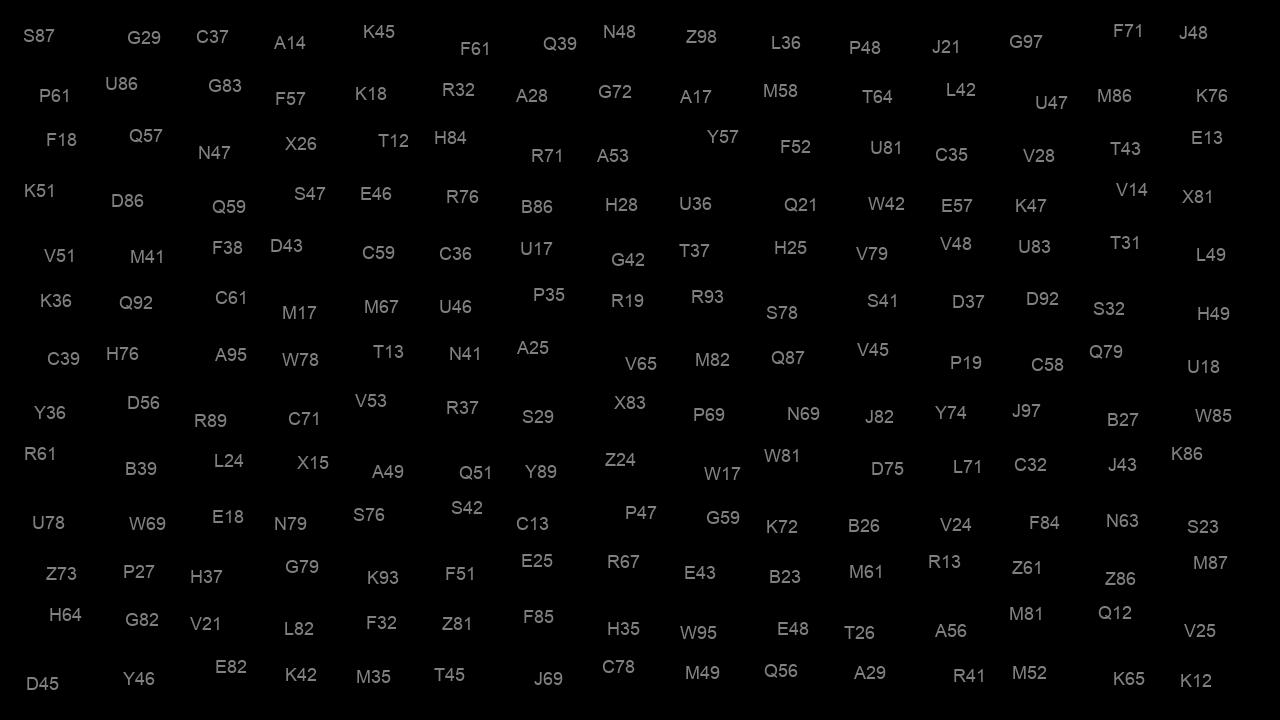 S87 G29 C37 A14 K45 F61 Q39 N48 Z98 L36 P48 J21 G97 F71 J48
P61 U86 G83 F57 K18 R32 A28 G72 A17 M58 T64 L42 U47 M86 K76
F18 Q57 N47 X26 T12 H84 R71 A53 Y57 F52 U81 C35 V28 T43 E13
K51 D86 Q59 S47 E46 R76 B86 H28 U36 Q21 W42 E57 K47 V14 X81
V51 M41 F38 D43 C59 C36 U17 G42 T37 H25 V79 V48 U83 T31 L49
K36 Q92 C61 M17 M67 U46 P35 R19 R93 S78 S41 D37 D92 S32 H49
C39 H76 A95 W78 T13 N41 A25 V65 M82 Q87 V45 P19 C58 Q79 U18
Y36 D56 R89 C71 V53 R37 S29 X83 P69 N69 J82 Y74 J97 B27 W85
R61 B39 L24 X15 A49 Q51 Y89 Z24 W17 W81 D75 L71 C32 J43 K86
U78 W69 E18 N79 S76 S42 C13 P47 G59 K72 B26 V24 F84 N63 S23
Z73 P27 H37 G79 K93 F51 E25 R67 E43 B23 M61 R13 Z61 Z86 M87
H64 G82 V21 L82 F32 Z81 F85 H35 W95 E48 T26 A56 M81 Q12 V25
D45 Y46 E82 K42 M35 T45 J69 C78 M49 Q56 A29 R41 M52 K65 K12